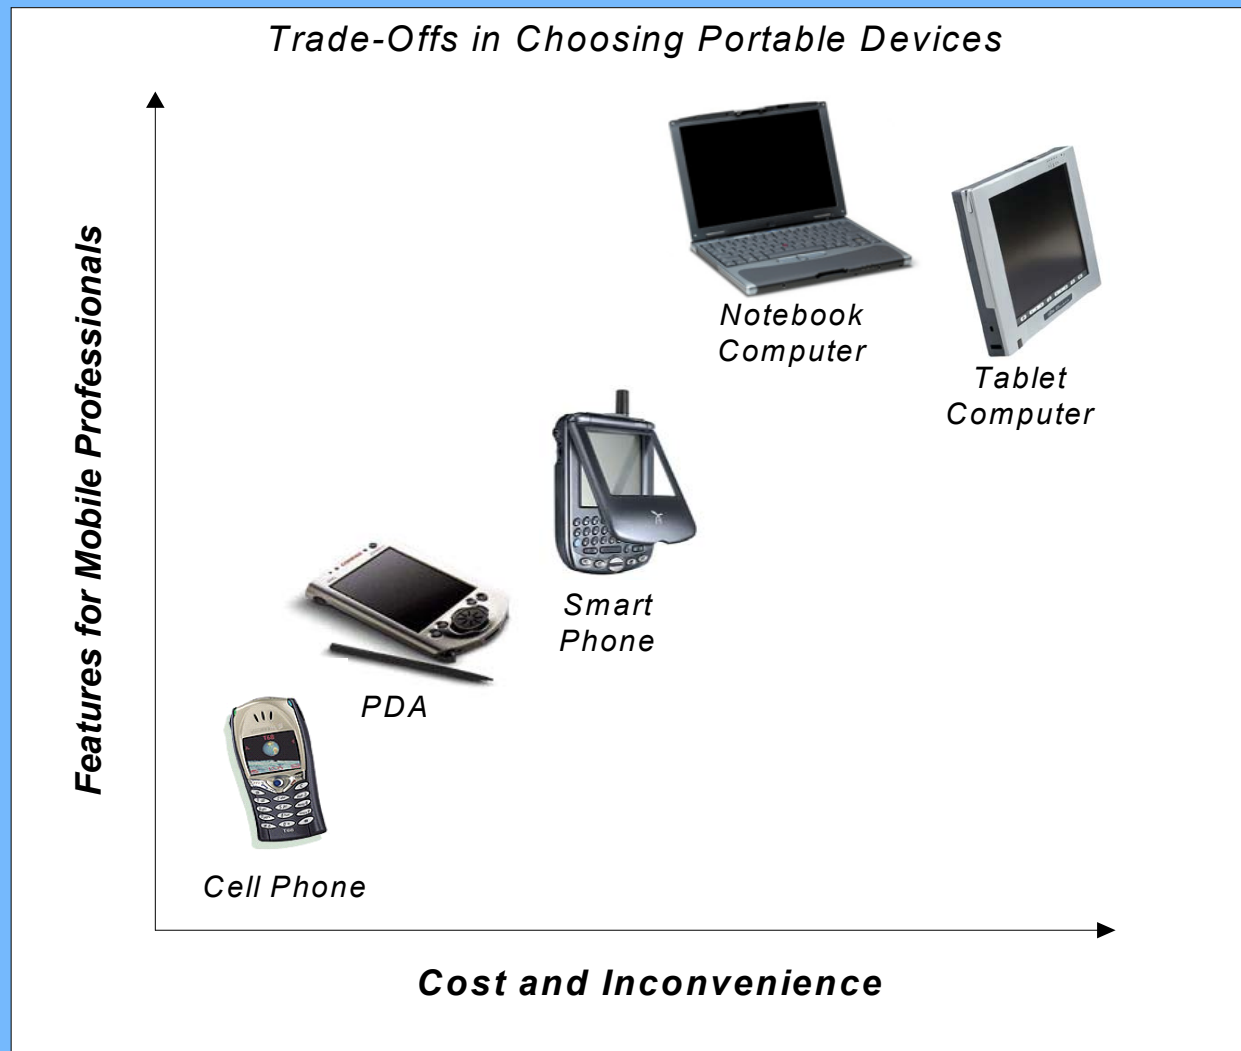 Trade-Offs in Choosing Portable Devices
Features for Mobile Professionals
Notebook
Computer
Tablet
Computer
Smart
Phone
PDA
Cell Phone
Cost and Inconvenience